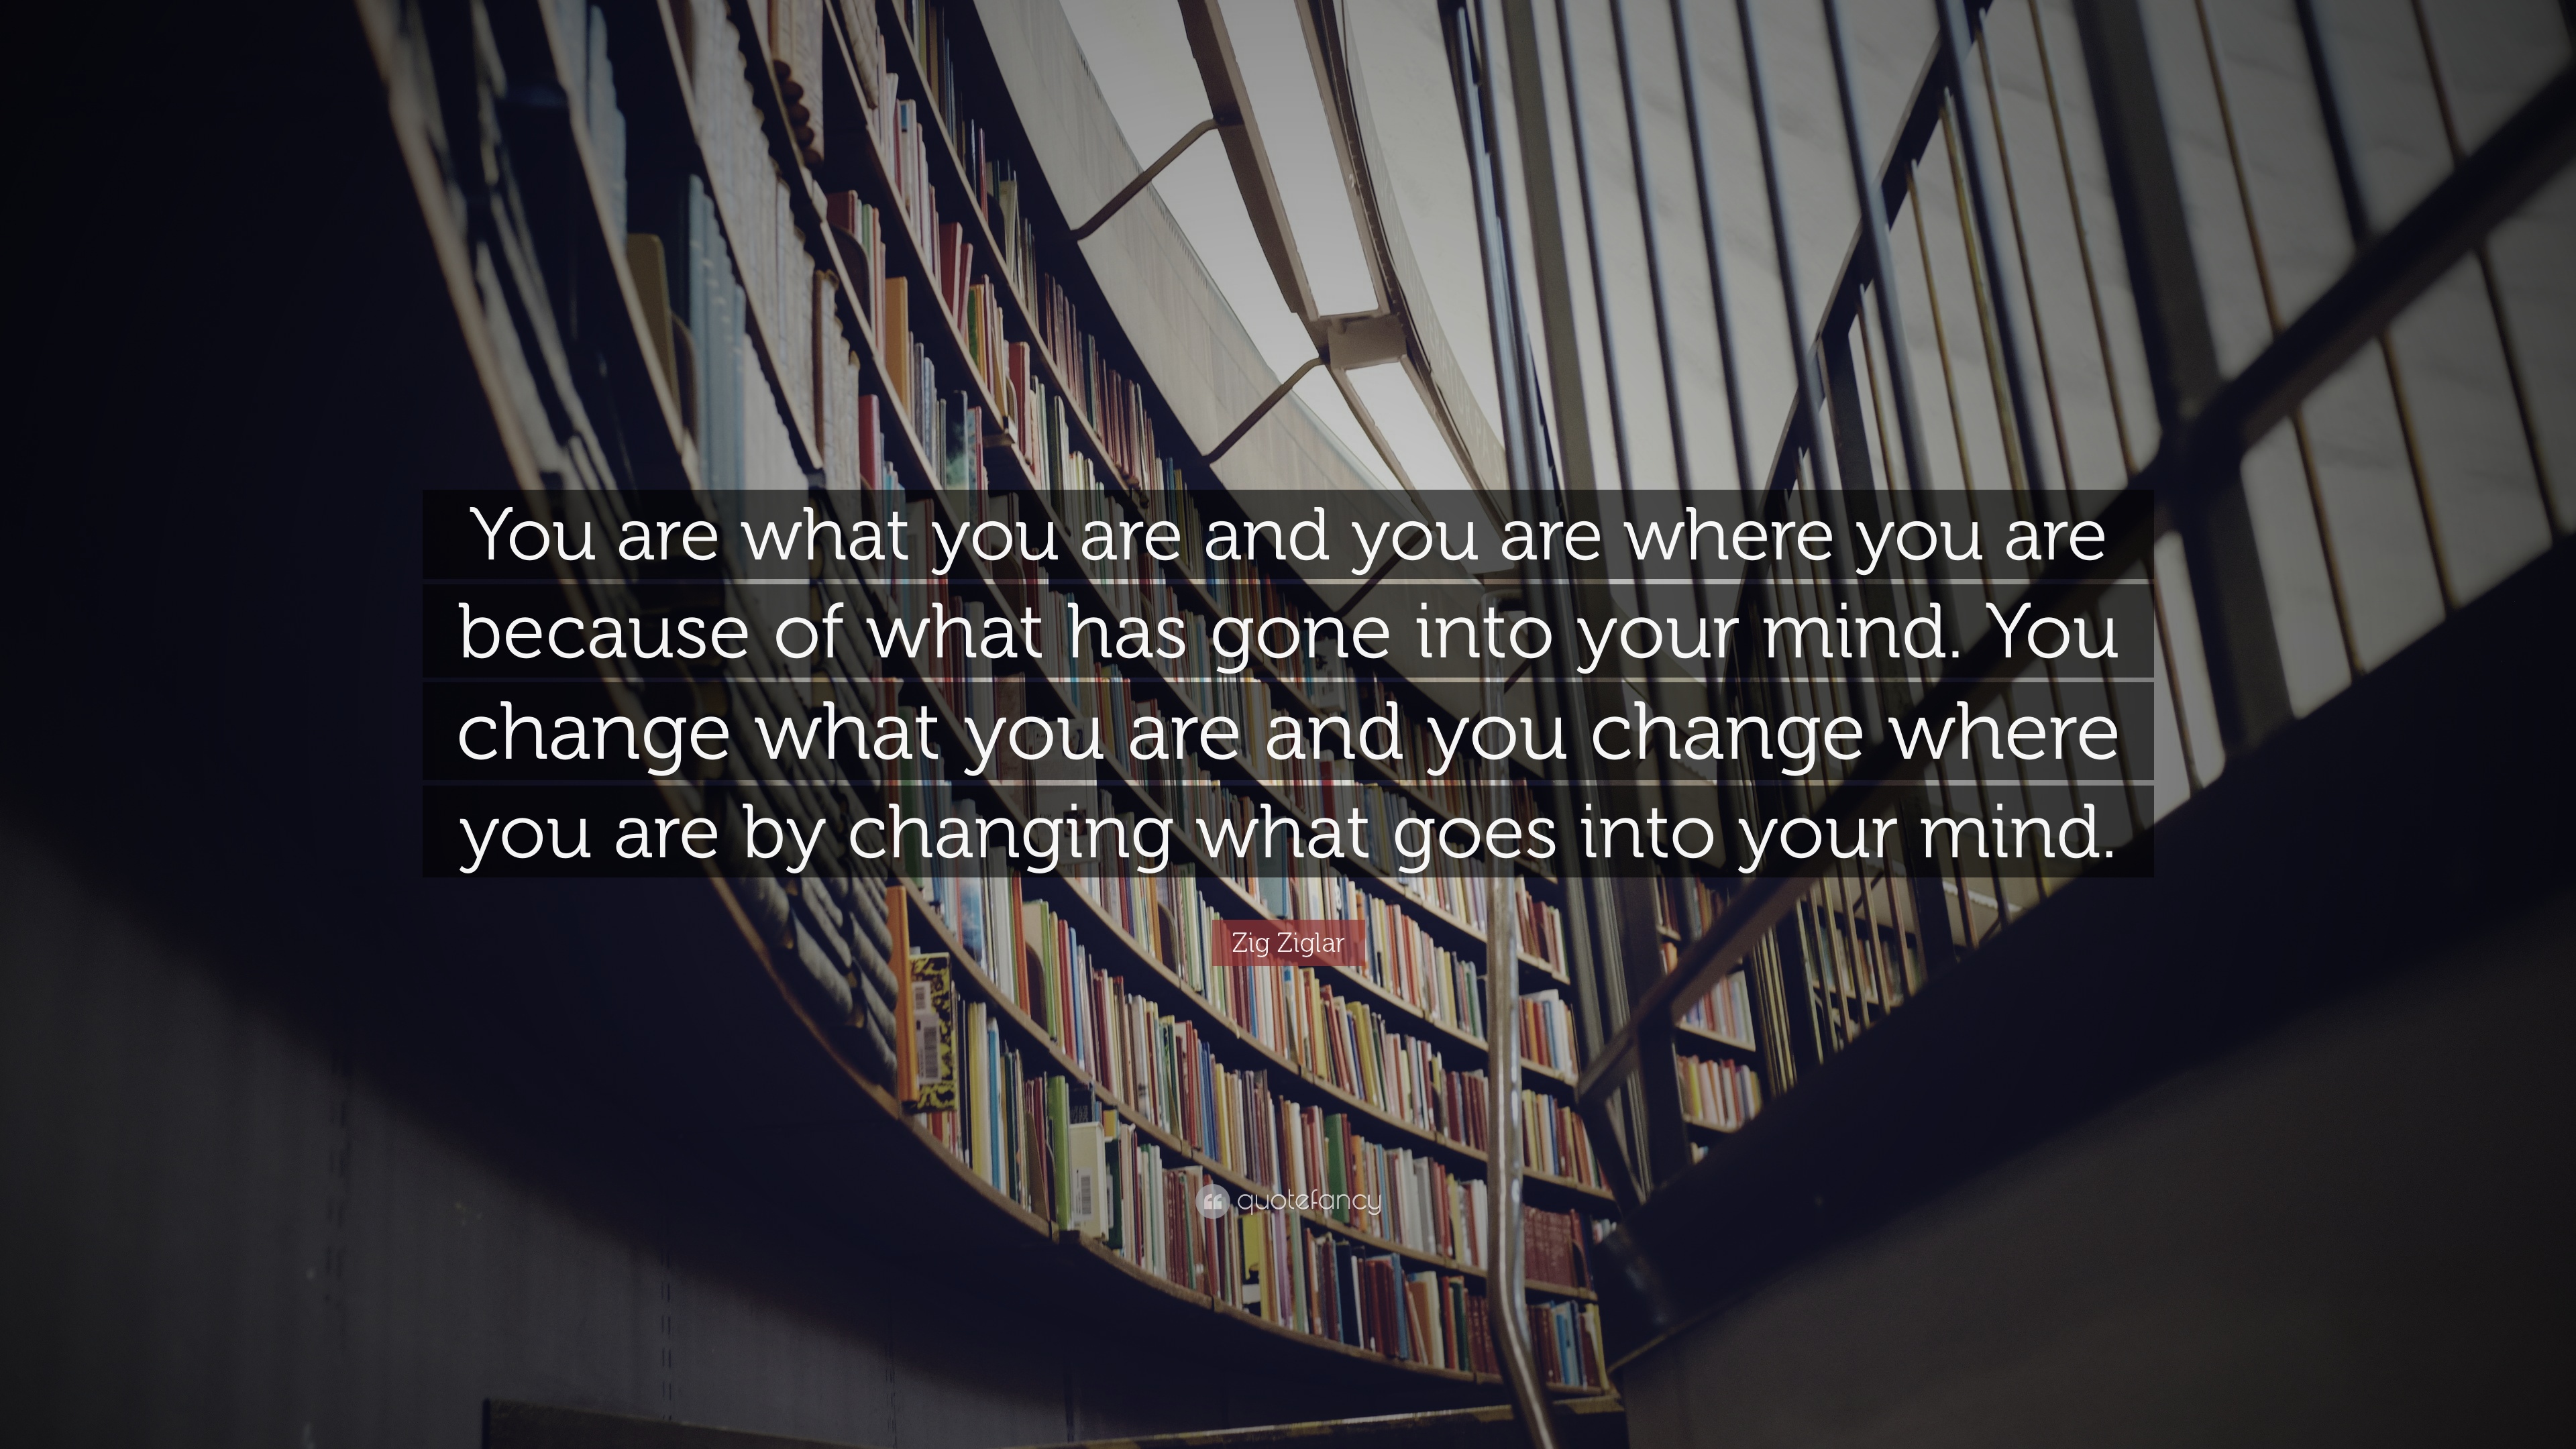 You are what you are and you are where you are
because of what has gone into your mind. You
change what you are and you change where
you are by changing what goes into your mind.
Zig Ziglar
quotefancy